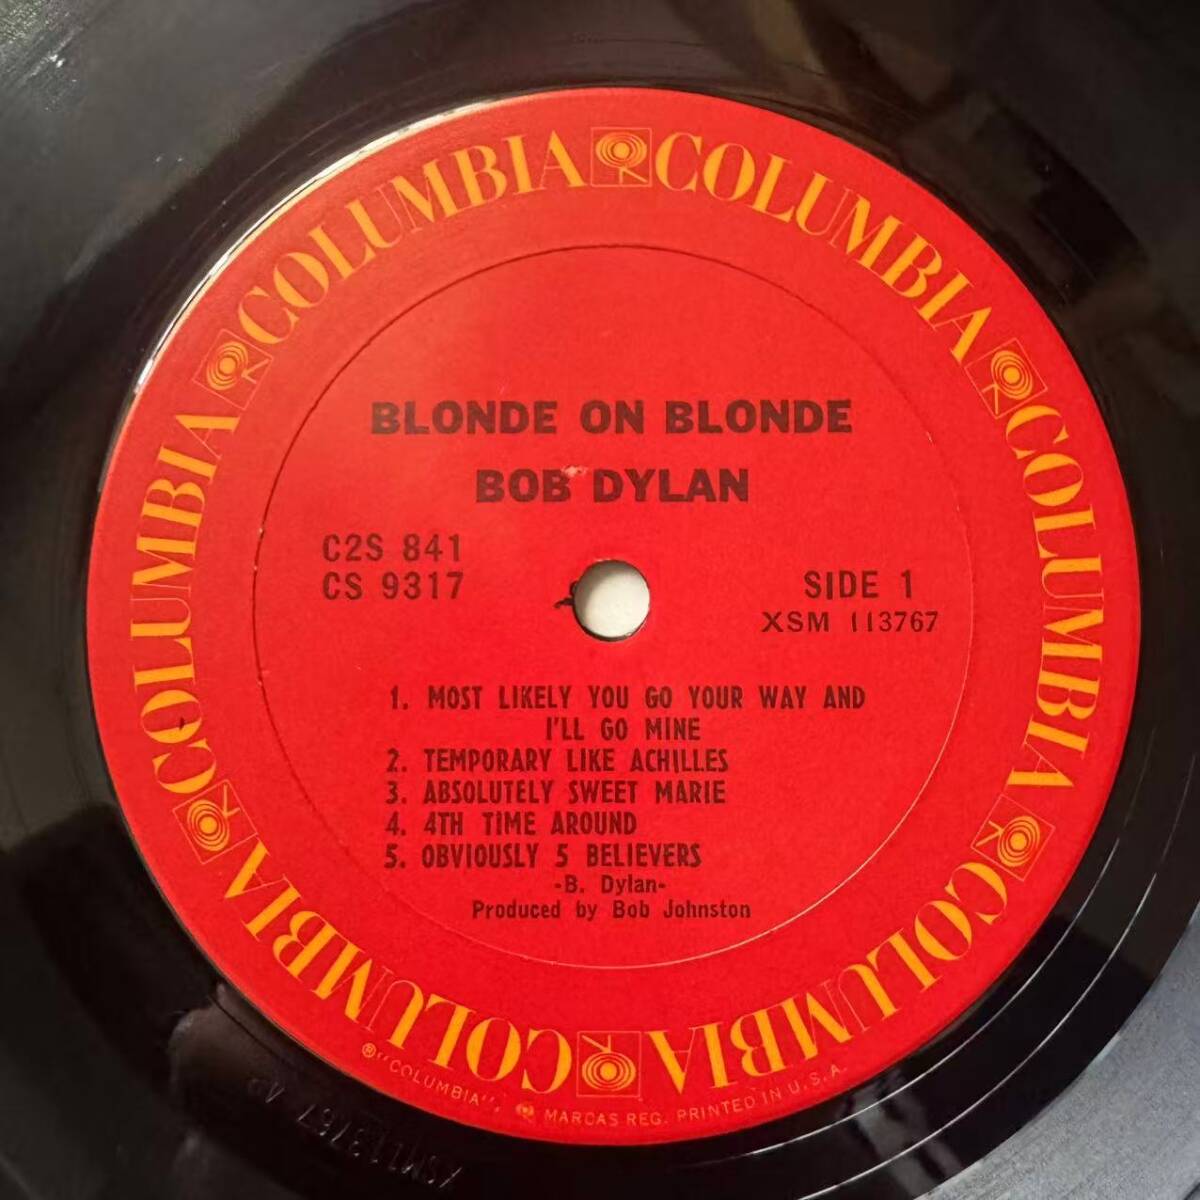 COLUMBIA COLUMBIA COLUMBIA COLUMBIA COLUMBIA COLUMBIA COLUMBIA COLUMBIA
BLONDE ON BLONDE
BOB DYLAN
C2S 841
CS 9317
SIDE 1
XSM 113767
1. MOST LIKELY YOU GO YOUR WAY AND
I'LL GO MINE
2. TEMPORARY LIKE ACHILLES
3. ABSOLUTELY SWEET MARIE
4. 4TH TIME AROUND
5. OBVIOUSLY 5 BELIEVERS
-B. Dylan-
Produced by Bob Johnston
® "COLUMBIA", MARCAS REG. PRINTED IN U.S.A.